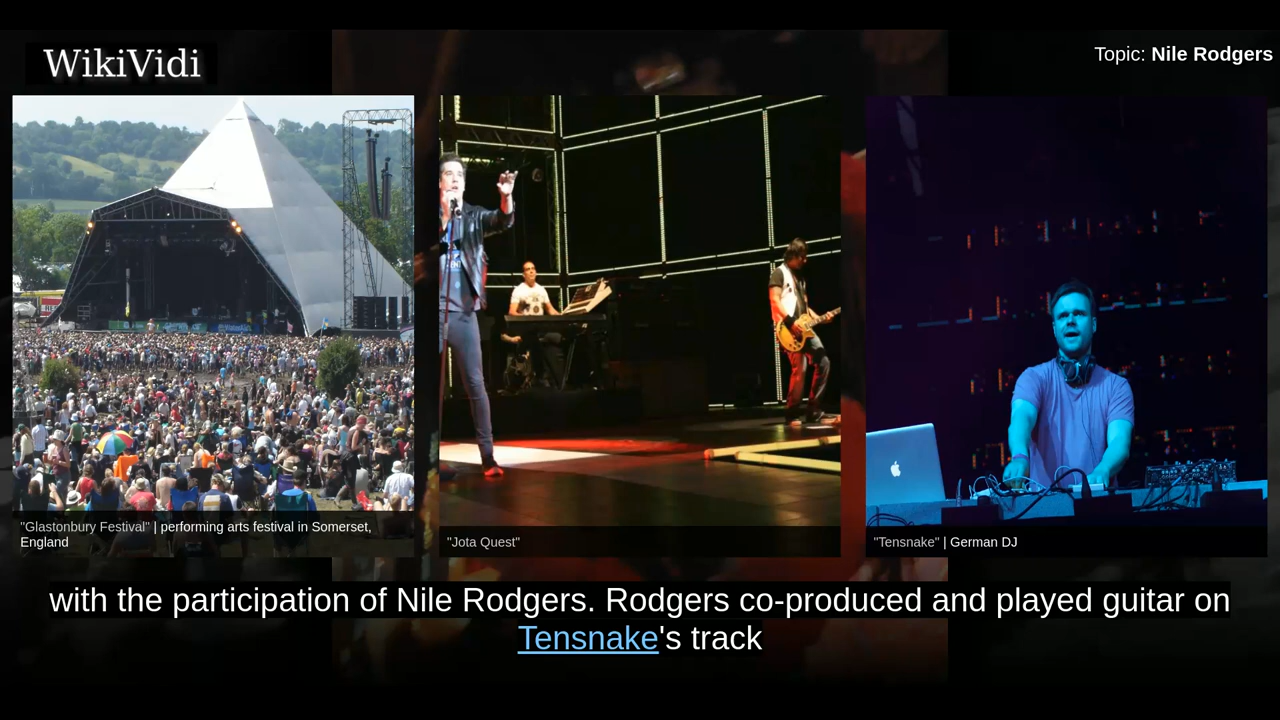 WikiVidi
Topic: Nile Rodgers
"Glastonbury Festival" | performing arts festival in Somerset,
England
"Jota Quest"
"Tensnake" | German DJ
with the participation of Nile Rodgers. Rodgers co-produced and played guitar on
Tensnake's track